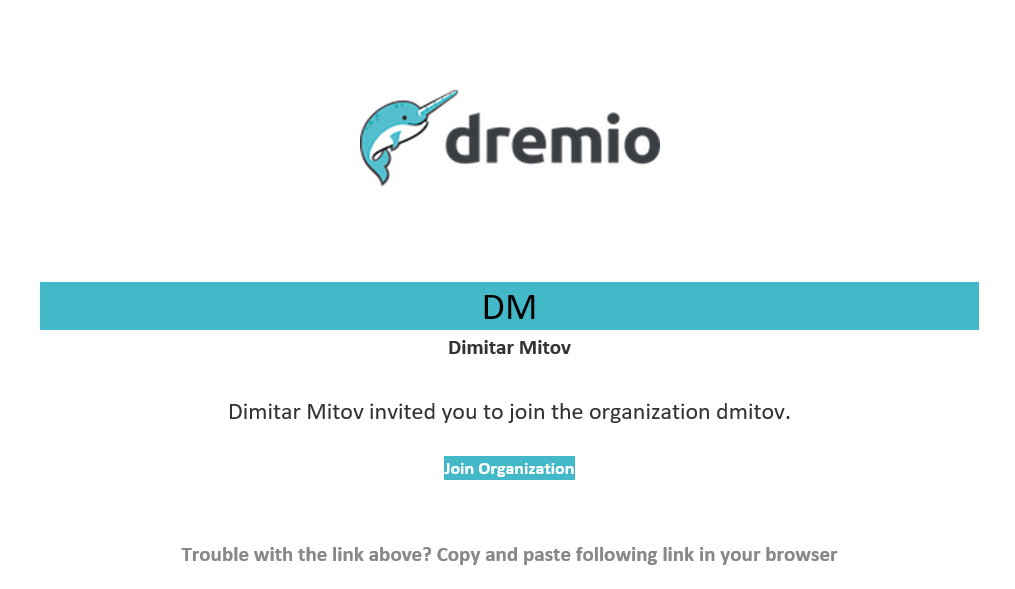 dremio
DM
Dimitar Mitov
Dimitar Mitov invited you to join the organization dmitov.
Join Organization
Trouble with the link above? Copy and paste following link in your browser